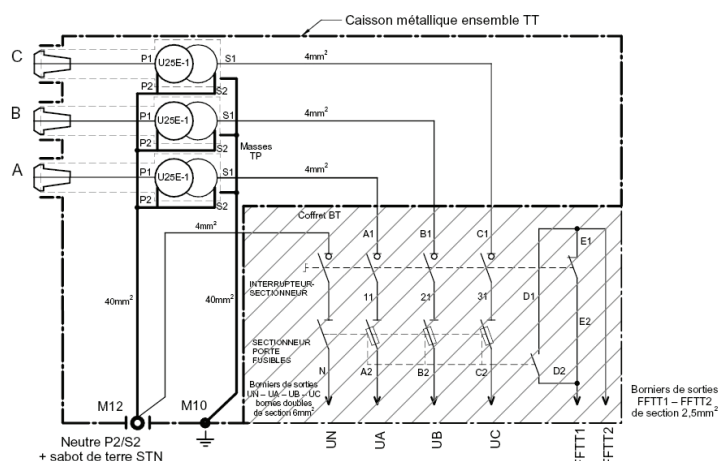 Caisson métallique ensemble TT
C
P1
U25E-1
S1
4mm²
P2
S2
B
P1
U25E-1
S1
4mm²
P2
S2
Masses
TP
A
P1
U25E-1
S1
4mm²
P2
S2
Coffret BT
4mm²
A1
B1
C1
E1
INTERRUPTEUR-
SECTIONNEUR
40mm²
40mm²
11
21
31
D1
E2
SECTIONNEUR
PORTE
FUSIBLES
N
A2
B2
C2
D2
Borniers de sorties
UN – UA – UB – UC
bornes doubles
de section 6mm²
Borniers de sorties
FFTT1 – FFTT2
de section 2,5mm²
M12
M10
Neutre P2/S2
+ sabot de terre STN
UN
UA
UB
UC
FFTT1
FFTT2